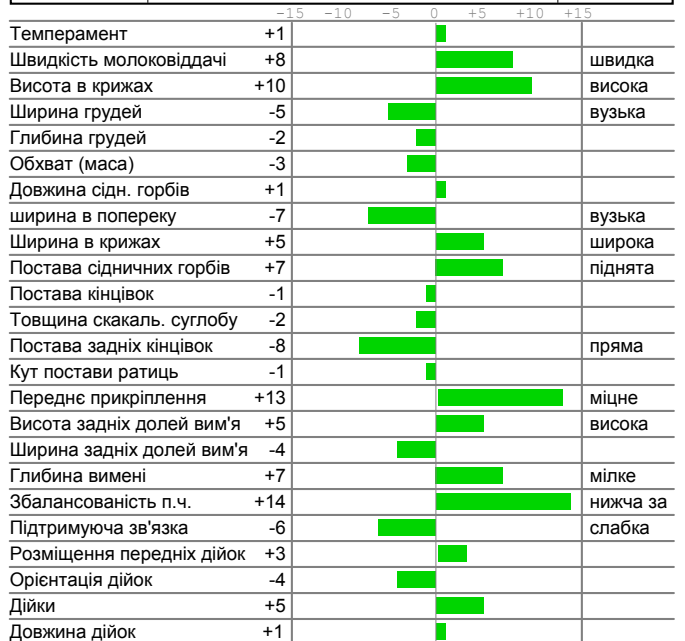 -15 -10 -5 0 +5 +10 +15
Темперамент +1
Швидкість молоковіддачі +8 швидка
Висота в крижах +10 висока
Ширина грудей -5 вузька
Глибина грудей -2
Обхват (маса) -3
Довжина сідн. горбів +1
ширина в попереку -7 вузька
Ширина в крижах +5 широка
Постава сідничних горбів +7 піднята
Постава кінцівок -1
Товщина скакаль. суглобу -2
Постава задніх кінцівок -8 пряма
Кут постави ратиць -1
Переднє прикріплення +13 міцне
Висота задніх долей вим'я +5 висока
Ширина задніх долей вим'я -4
Глибина вимені +7 мілке
Збалансованість п.ч. +14 нижча за
Підтримуюча зв'язка -6 слабка
Розміщення передніх дійок +3
Орієнтація дійок -4
Дійки +5
Довжина дійок +1